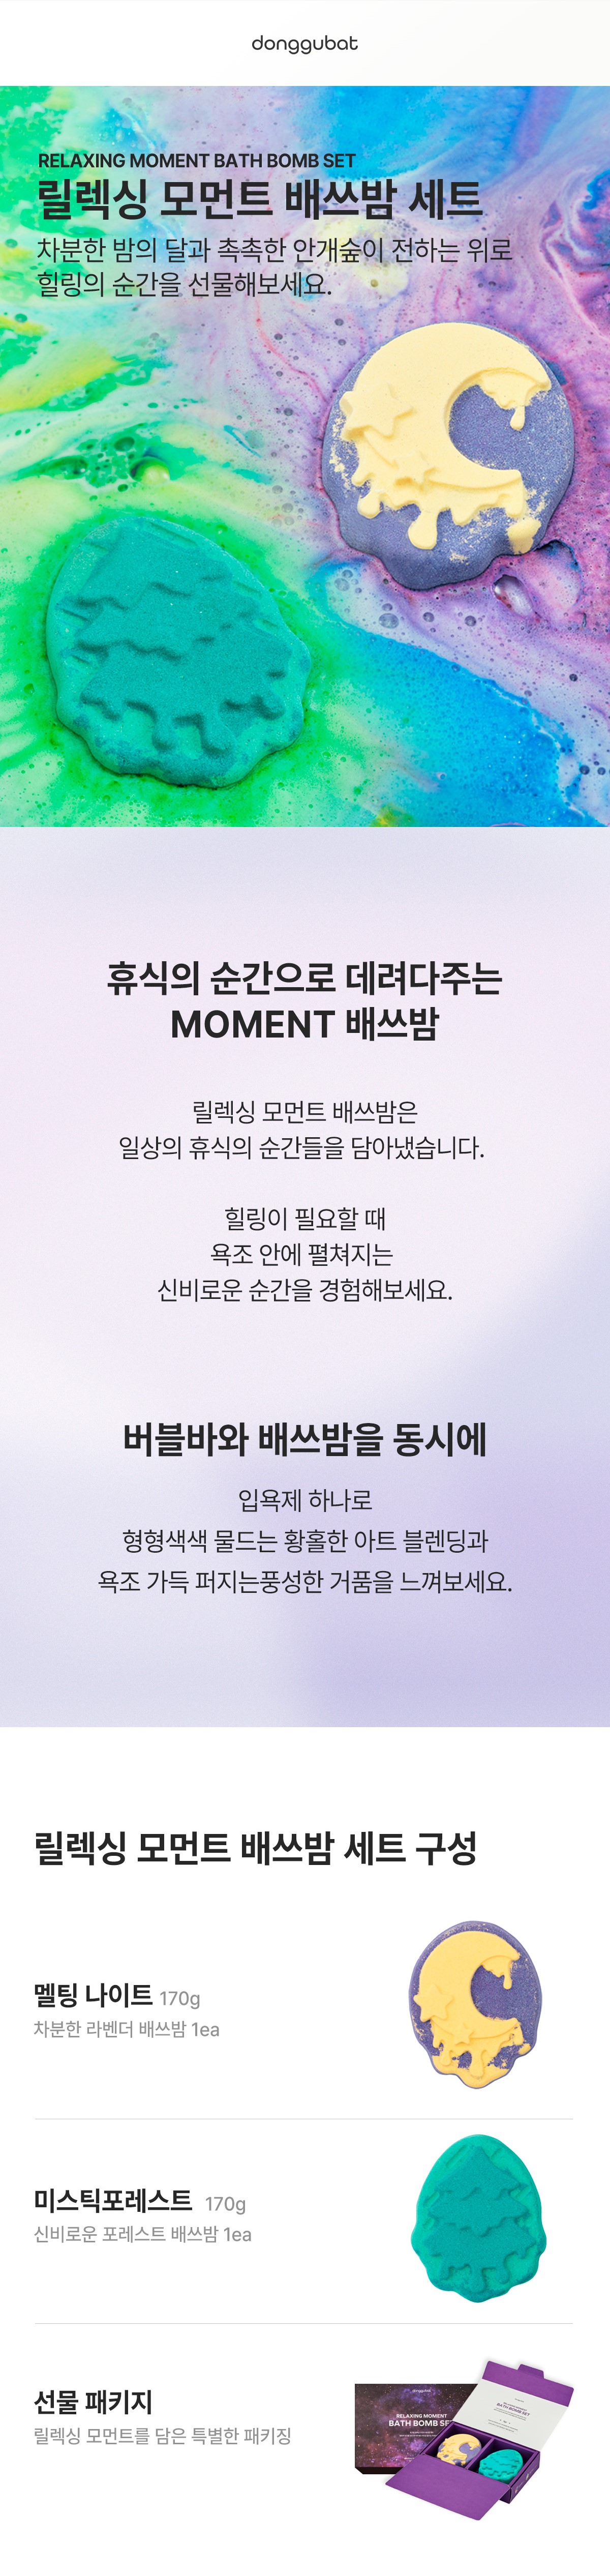 donggubat
RELAXING MOMENT BATH BOMB SET
릴렉싱 모먼트 배쓰밤 세트
차분한 밤의 달과 촉촉한 안개숲이 전하는 위로
힐링의 순간을 선물해보세요.
휴식의 순간으로 데려다주는
MOMENT 배쓰밤
릴렉싱 모먼트 배쓰밤은
일상의 휴식의 순간들을 담아냈습니다.
힐링이 필요할 때
욕조 안에 펼쳐지는
신비로운 순간을 경험해보세요.
버블바와 배쓰밤을 동시에
입욕제 하나로
형형색색 물드는 황홀한 아트 블렌딩과
욕조 가득 퍼지는풍성한 거품을 느껴보세요.
릴렉싱 모먼트 배쓰밤 세트 구성
멜팅 나이트 170g
차분한 라벤더 배쓰밤 1ea
미스틱포레스트 170g
신비로운 포레스트 배쓰밤 1ea
선물 패키지
릴렉싱 모먼트를 담은 특별한 패키징
RELAXING MOMENT
BATH BOMB SET
BATH BOMB SET